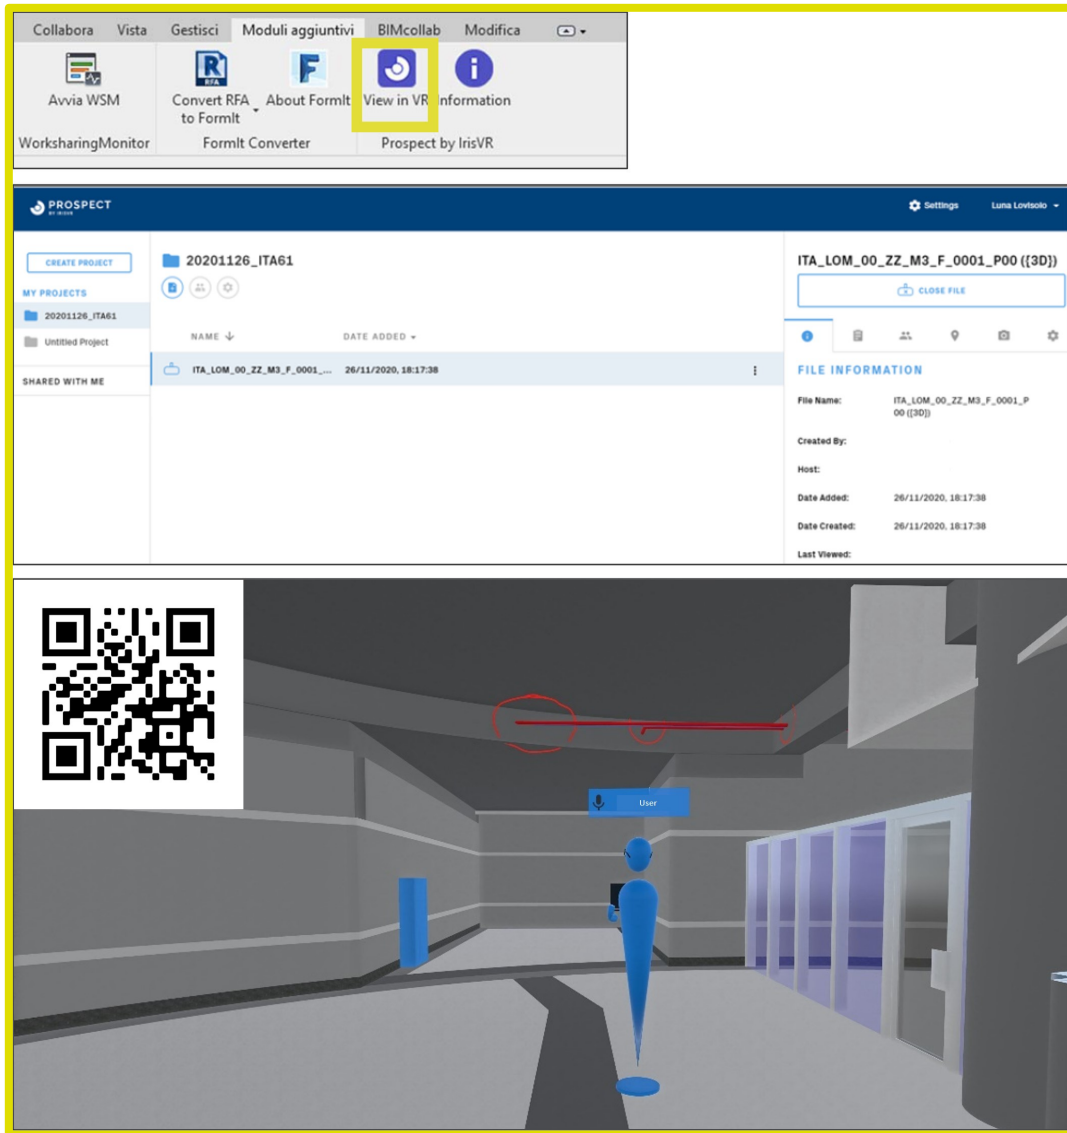 Collabora Vista Gestisci Moduli aggiuntivi BIMcollab Modifica
RFA
Avvia WSM Convert RFA to FormIt About FormIt View in VR Information
WorksharingMonitor FormIt Converter Prospect by IrisVR
PROSPECT
BY IRISVR
Settings Luna Lovisolo
CREATE PROJECT
MY PROJECTS
20201126_ITA61
Untitled Project
SHARED WITH ME
20201126_ITA61
NAME DATE ADDED
ITA_LOM_00_ZZ_M3_F_0001_... 26/11/2020, 18:17:38
ITA_LOM_00_ZZ_M3_F_0001_P00 ([3D])
CLOSE FILE
FILE INFORMATION
File Name: ITA_LOM_00_ZZ_M3_F_0001_P
00 ([3D])
Created By:
Host:
Date Added: 26/11/2020, 18:17:38
Date Created: 26/11/2020, 18:17:38
Last Viewed:
User